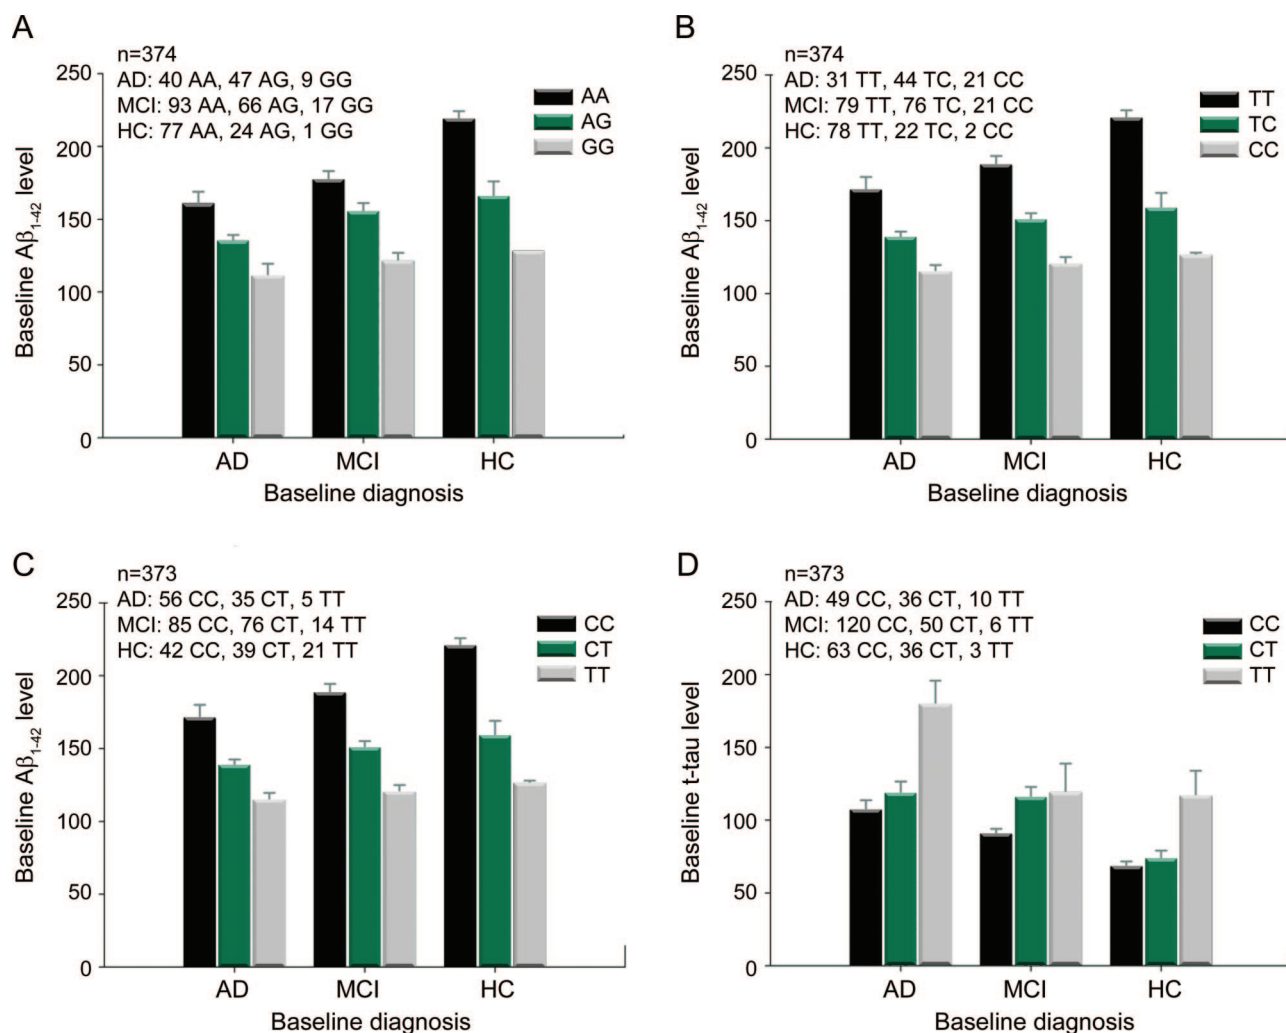 A
n=374
AD: 40 AA, 47 AG, 9 GG
MCI: 93 AA, 66 AG, 17 GG
HC: 77 AA, 24 AG, 1 GG
AA
AG
GG
250
200
150
100
50
0
Baseline Aβ1-42 level
AD
MCI
HC
Baseline diagnosis
B
n=374
AD: 31 TT, 44 TC, 21 CC
MCI: 79 TT, 76 TC, 21 CC
HC: 78 TT, 22 TC, 2 CC
TT
TC
CC
250
200
150
100
50
0
Baseline Aβ1-42 level
AD
MCI
HC
Baseline diagnosis
C
n=373
AD: 56 CC, 35 CT, 5 TT
MCI: 85 CC, 76 CT, 14 TT
HC: 42 CC, 39 CT, 21 TT
CC
CT
TT
250
200
150
100
50
0
Baseline Aβ1-42 level
AD
MCI
HC
Baseline diagnosis
D
n=373
AD: 49 CC, 36 CT, 10 TT
MCI: 120 CC, 50 CT, 6 TT
HC: 63 CC, 36 CT, 3 TT
CC
CT
TT
250
200
150
100
50
0
Baseline t-tau level
AD
MCI
HC
Baseline diagnosis